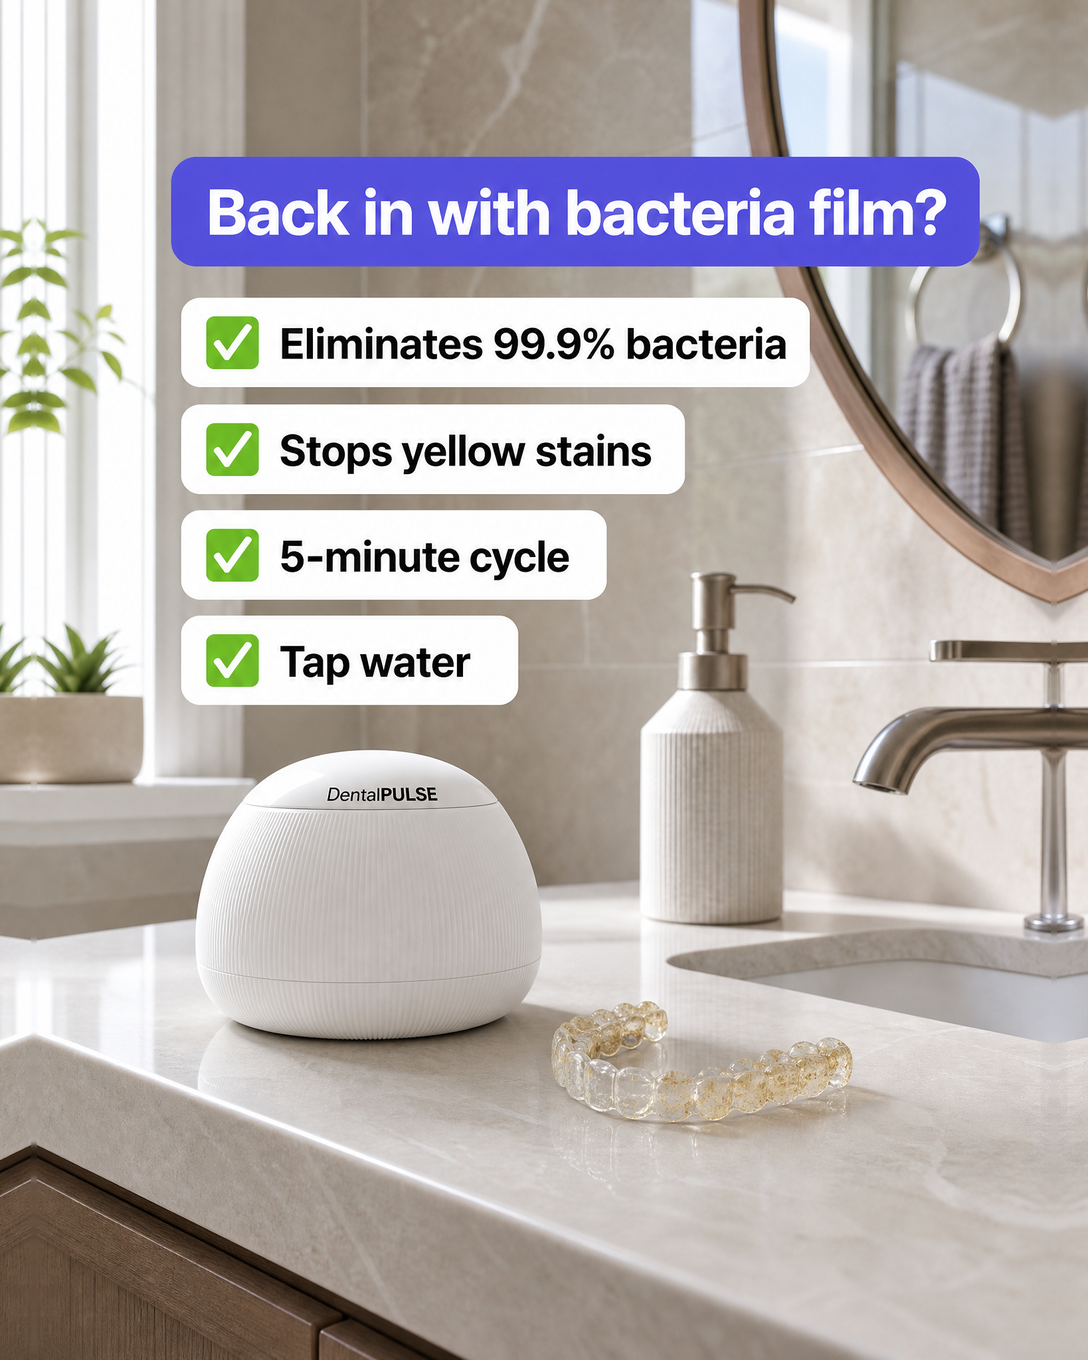 Back in with bacteria film?
✅ Eliminates 99.9% bacteria
✅ Stops yellow stains
✅ 5-minute cycle
✅ Tap water
DentalPULSE